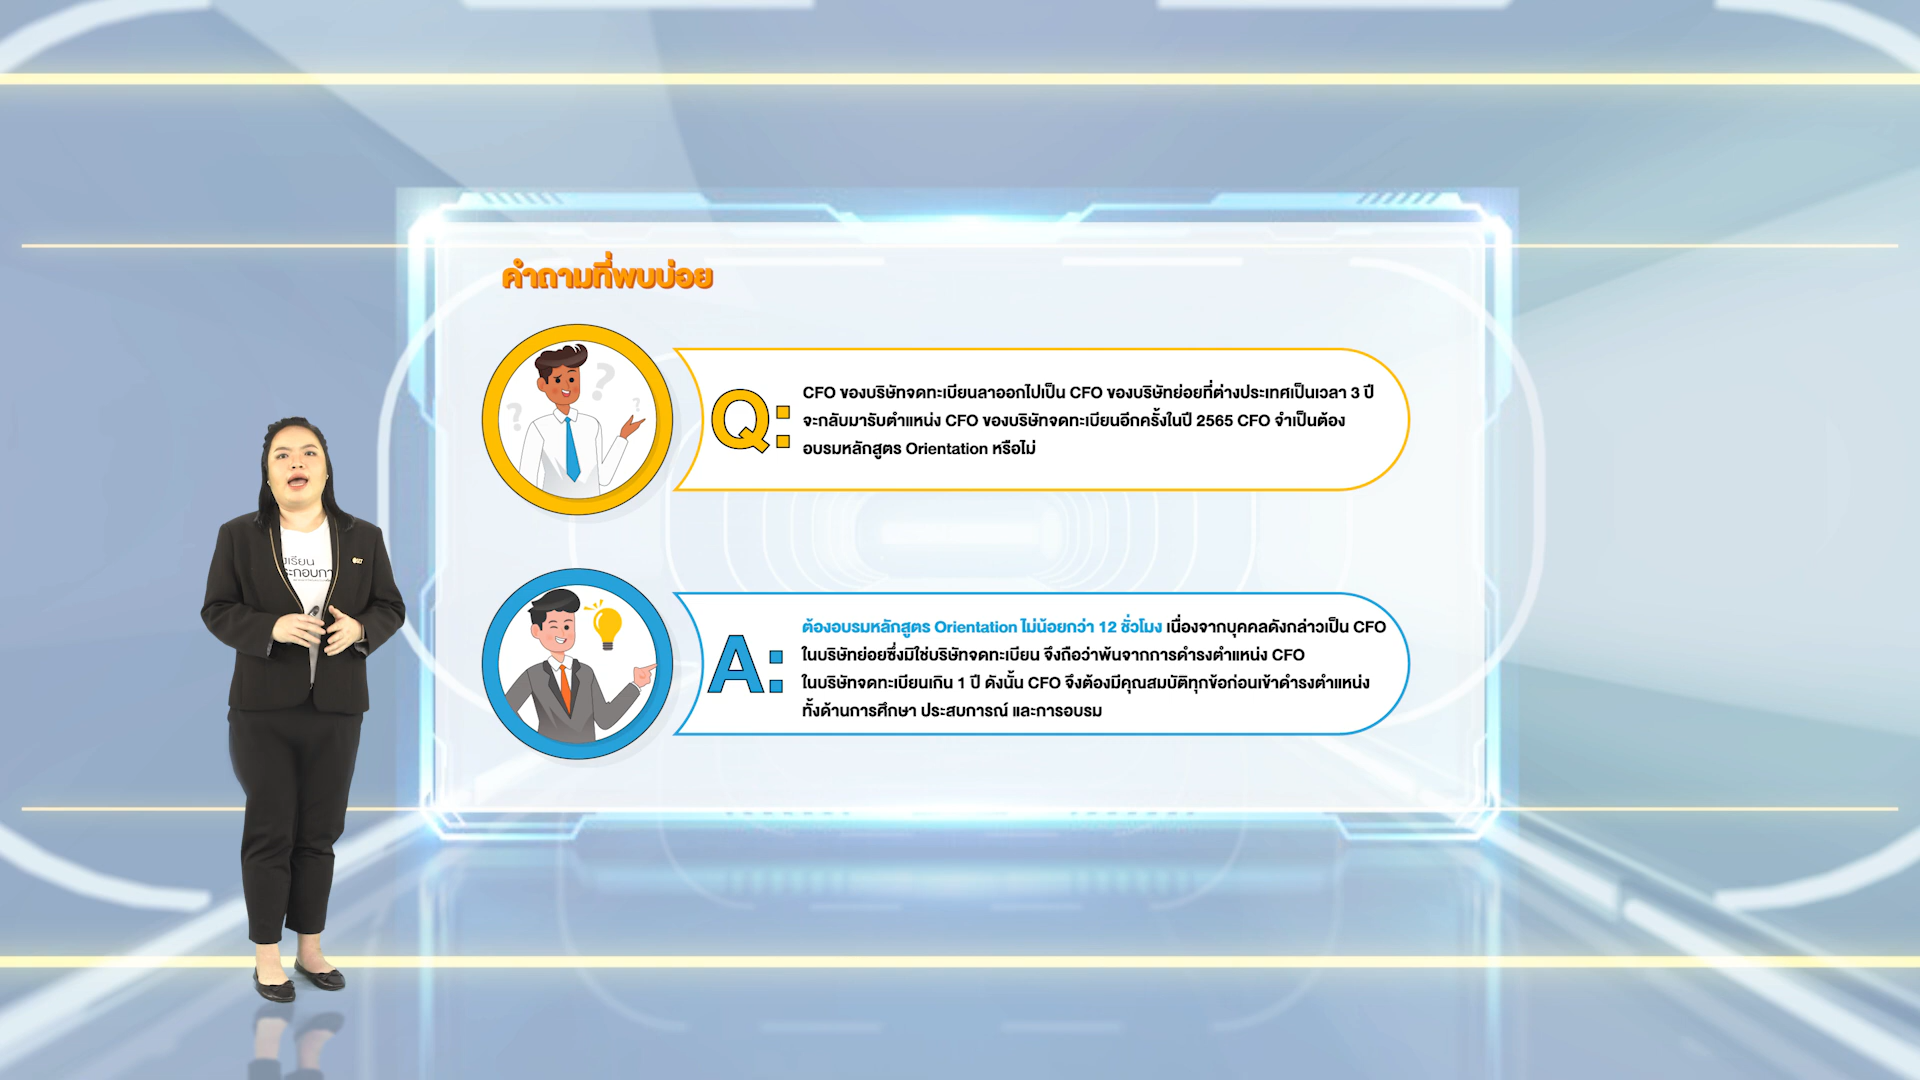 คำถามที่พบบ่อย
Q:
CFO ของบริษัทจดทะเบียนลาออกไปเป็น CFO ของบริษัทย่อยที่ต่างประเทศเป็นเวลา 3 ปี
จะกลับมารับตำแหน่ง CFO ของบริษัทจดทะเบียนอีกครั้งในปี 2565 CFO จำเป็นต้อง
อบรมหลักสูตร Orientation หรือไม่
A:
ต้องอบรมหลักสูตร Orientation ไม่น้อยกว่า 12 ชั่วโมง เนื่องจากบุคคลดังกล่าวเป็น CFO
ในบริษัทย่อยซึ่งมิใช่บริษัทจดทะเบียน จึงถือว่าพ้นจากการดำรงตำแหน่ง CFO
ในบริษัทจดทะเบียนเกิน 1 ปี ดังนั้น CFO จึงต้องมีคุณสมบัติทุกข้อก่อนเข้าดำรงตำแหน่ง
ทั้งด้านการศึกษา ประสบการณ์ และการอบรม